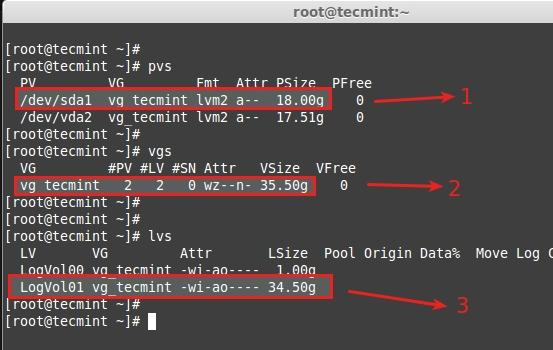 root@tecmint:~
[root@tecmint ~]#
[root@tecmint ~]# pvs
PV VG Fmt Attr PSize PFree
/dev/sda1 vg_tecmint lvm2 a-- 18.00g 0
1
/dev/vda2 vg_tecmint lvm2 a-- 17.51g 0
[root@tecmint ~]#
[root@tecmint ~]# vgs
VG #PV #LV #SN Attr VSize VFree
vg_tecmint 2 2 0 wz--n- 35.50g 0
2
[root@tecmint ~]#
[root@tecmint ~]#
[root@tecmint ~]# lvs
LV VG Attr LSize Pool Origin Data% Move Log C
LogVol00 vg_tecmint -wi-ao---- 1.00g
LogVol01 vg_tecmint -wi-ao---- 34.50g
3
[root@tecmint ~]#
[root@tecmint ~]#